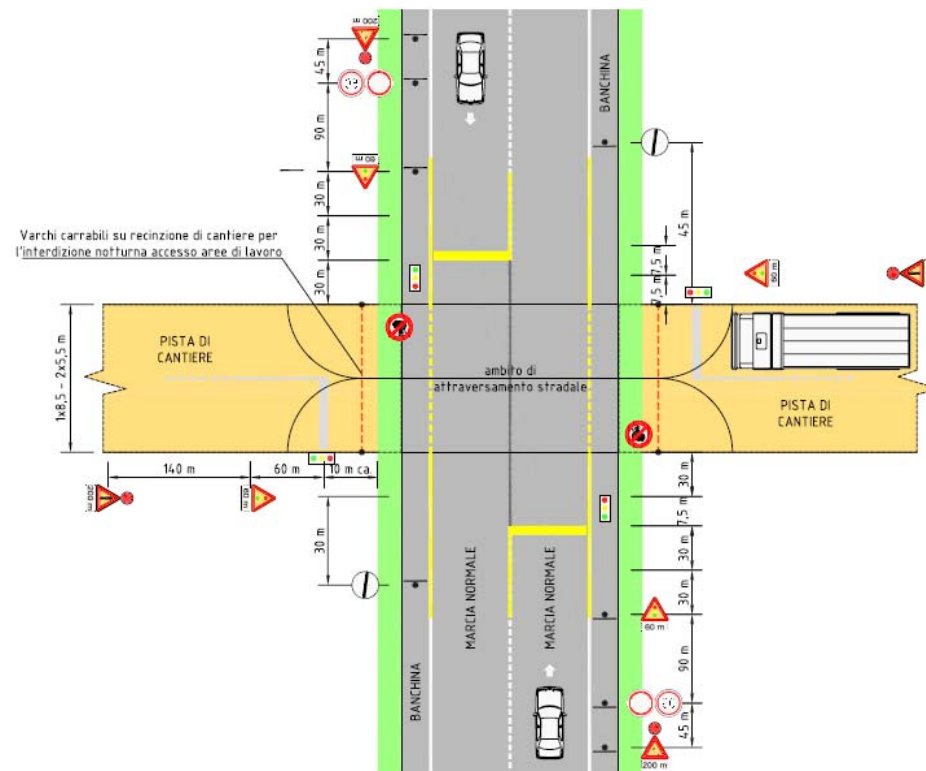 200 m
45 m
90 m
60 m
30 m
30 m
30 m
BANCHINA
45 m
7,5 m
7,5 m
60 m
Varchi carrabili su recinzione di cantiere per
l'interdizione notturna accesso aree di lavoro
PISTA DI
CANTIERE
1x8,5 - 2x5,5 m
ambito di
attraversamento stradale
PISTA DI
CANTIERE
140 m
60 m
10 m ca.
200 m
60 m
30 m
30 m
7,5 m
30 m
30 m
MARCIA NORMALE
MARCIA NORMALE
60 m
90 m
BANCHINA
45 m
200 m